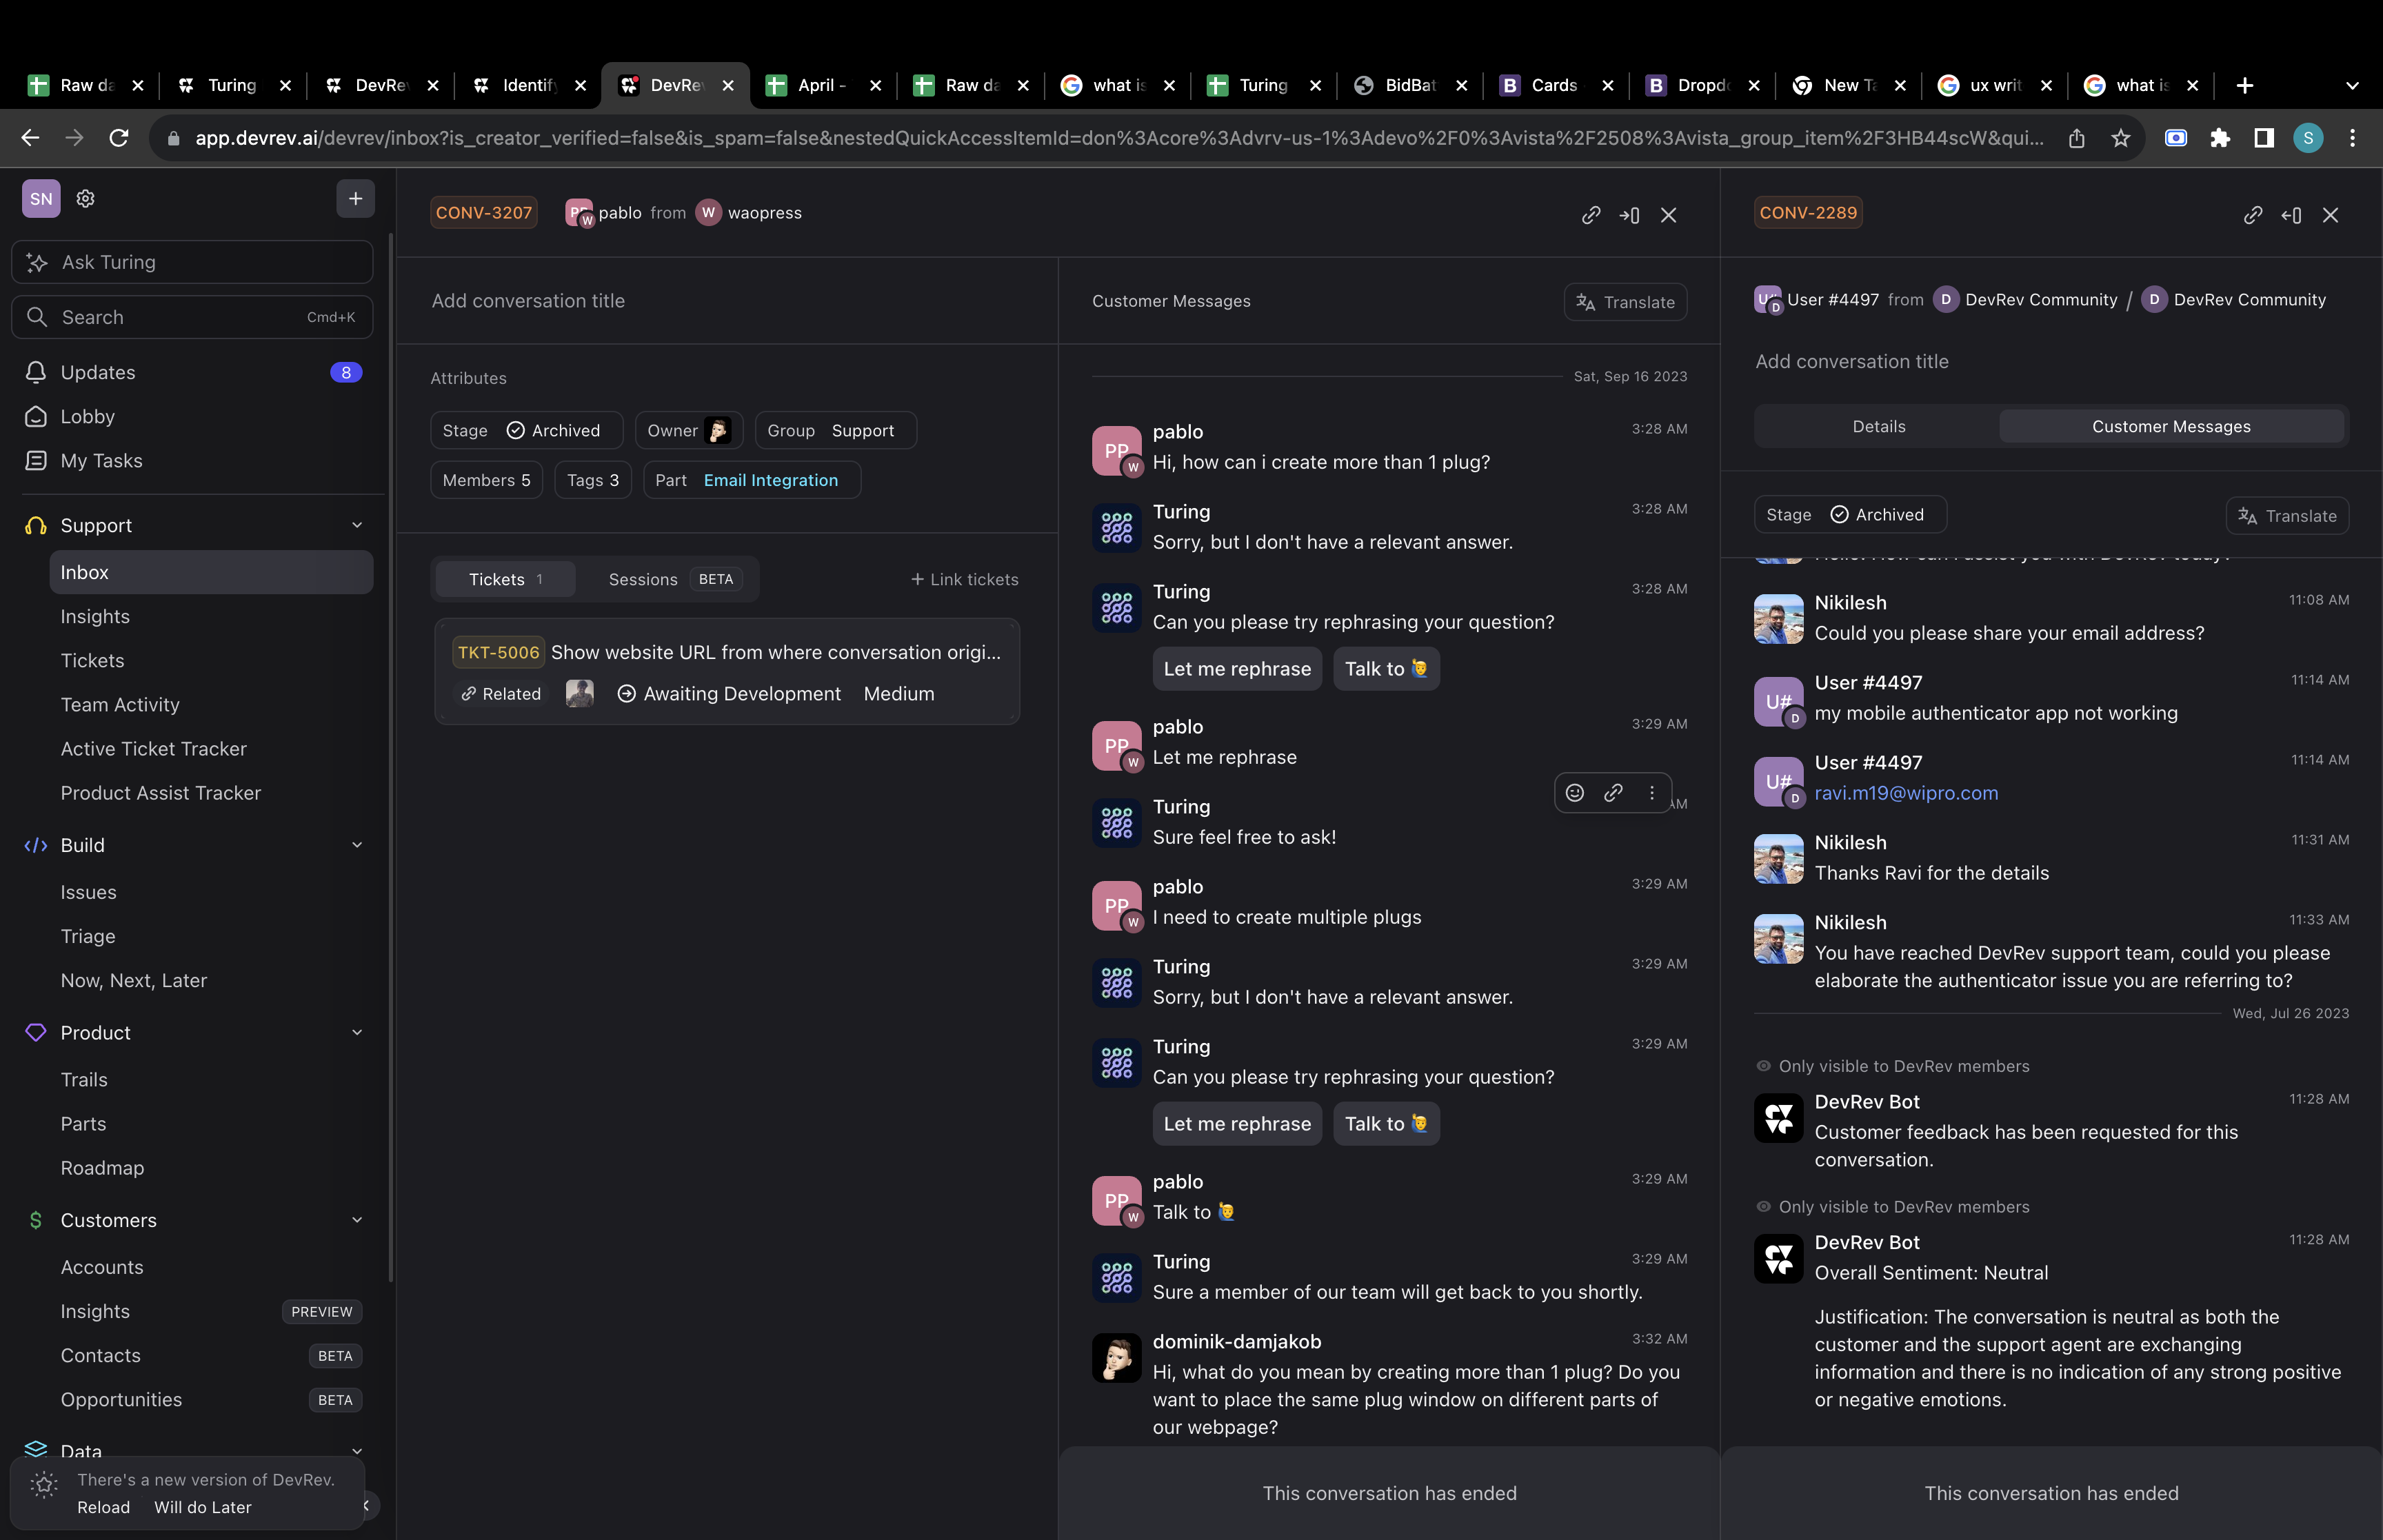 Raw da
Turing
DevRev
Identify
DevRev
April -
Raw da
what is
Turing
BidBat
Cards
Dropdo
New Ta
ux writ
what is
app.devrev.ai/devrev/inbox?is_creator_verified=false&is_spam=false&nestedQuickAccessItemId=don%3Acore%3Advrv-us-1%3Adevo%2F0%3Avista%2F2508%3Avista_group_item%2F3HB44scW&qui...
S
SN
Ask Turing
Search Cmd+K
Updates 8
Lobby
My Tasks
Support
Inbox
Insights
Tickets
Team Activity
Active Ticket Tracker
Product Assist Tracker
Build
Issues
Triage
Now, Next, Later
Product
Trails
Parts
Roadmap
Customers
Accounts
Insights PREVIEW
Contacts BETA
Opportunities BETA
Data
There's a new version of DevRev.
Reload Will do Later
CONV-3207 PP W pablo from W waopress
Add conversation title
Attributes
Stage Archived Owner Group Support
Members 5 Tags 3 Part Email Integration
Tickets 1 Sessions BETA + Link tickets
TKT-5006 Show website URL from where conversation origi...
Related Awaiting Development Medium
Customer Messages Translate
Sat, Sep 16 2023
PP W pablo 3:28 AM
Hi, how can i create more than 1 plug?
Turing 3:28 AM
Sorry, but I don't have a relevant answer.
Turing 3:28 AM
Can you please try rephrasing your question?
Let me rephrase Talk to 🙋‍♂️
PP W pablo 3:29 AM
Let me rephrase
Turing AM
Sure feel free to ask!
PP W pablo 3:29 AM
I need to create multiple plugs
Turing 3:29 AM
Sorry, but I don't have a relevant answer.
Turing 3:29 AM
Can you please try rephrasing your question?
Let me rephrase Talk to 🙋‍♂️
PP W pablo 3:29 AM
Talk to 🙋‍♂️
Turing 3:29 AM
Sure a member of our team will get back to you shortly.
dominik-damjakob 3:32 AM
Hi, what do you mean by creating more than 1 plug? Do you
want to place the same plug window on different parts of
our webpage?
This conversation has ended
CONV-2289
U# D User #4497 from D DevRev Community / D DevRev Community
Add conversation title
Details Customer Messages
Stage Archived Translate
Hello! How can I assist you with DevRev today?
Nikilesh 11:08 AM
Could you please share your email address?
U# D User #4497 11:14 AM
my mobile authenticator app not working
U# D User #4497 11:14 AM
ravi.m19@wipro.com
Nikilesh 11:31 AM
Thanks Ravi for the details
Nikilesh 11:33 AM
You have reached DevRev support team, could you please
elaborate the authenticator issue you are referring to?
Wed, Jul 26 2023
Only visible to DevRev members
DevRev Bot 11:28 AM
Customer feedback has been requested for this
conversation.
Only visible to DevRev members
DevRev Bot 11:28 AM
Overall Sentiment: Neutral
Justification: The conversation is neutral as both the
customer and the support agent are exchanging
information and there is no indication of any strong positive
or negative emotions.
This conversation has ended